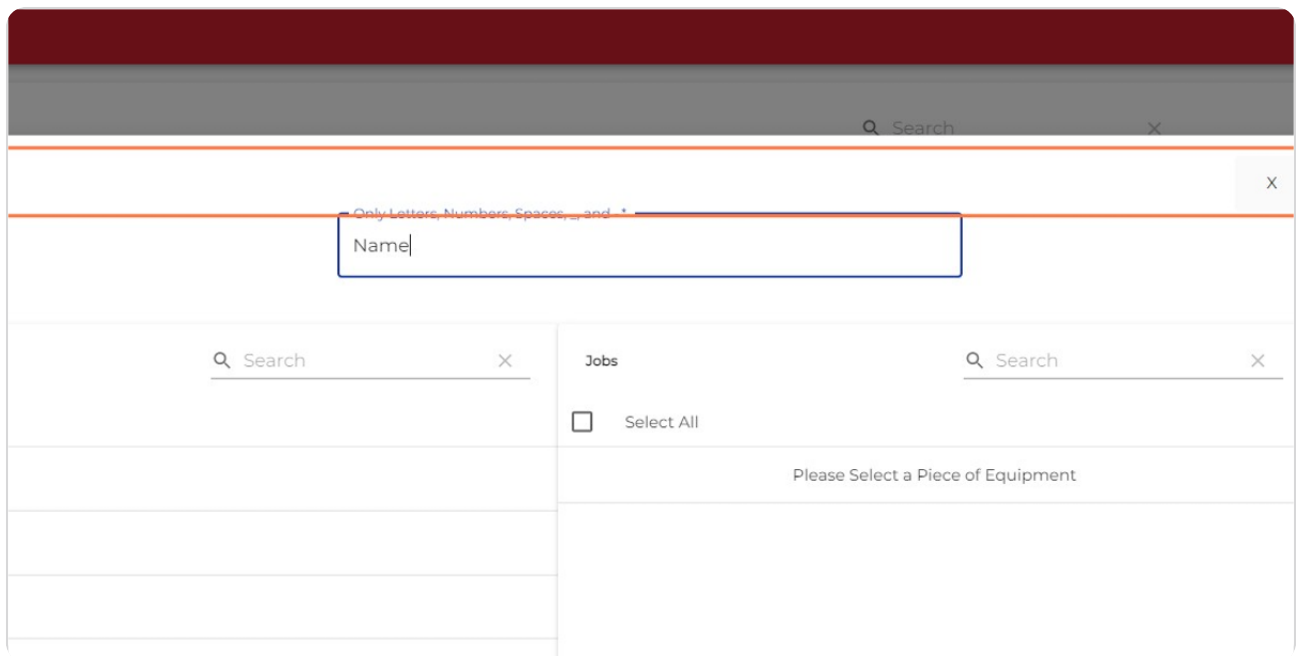 Search
X
Only Letters, Numbers, Spaces, _, and - *
Name
Search
Jobs
Search
Select All
Please Select a Piece of Equipment